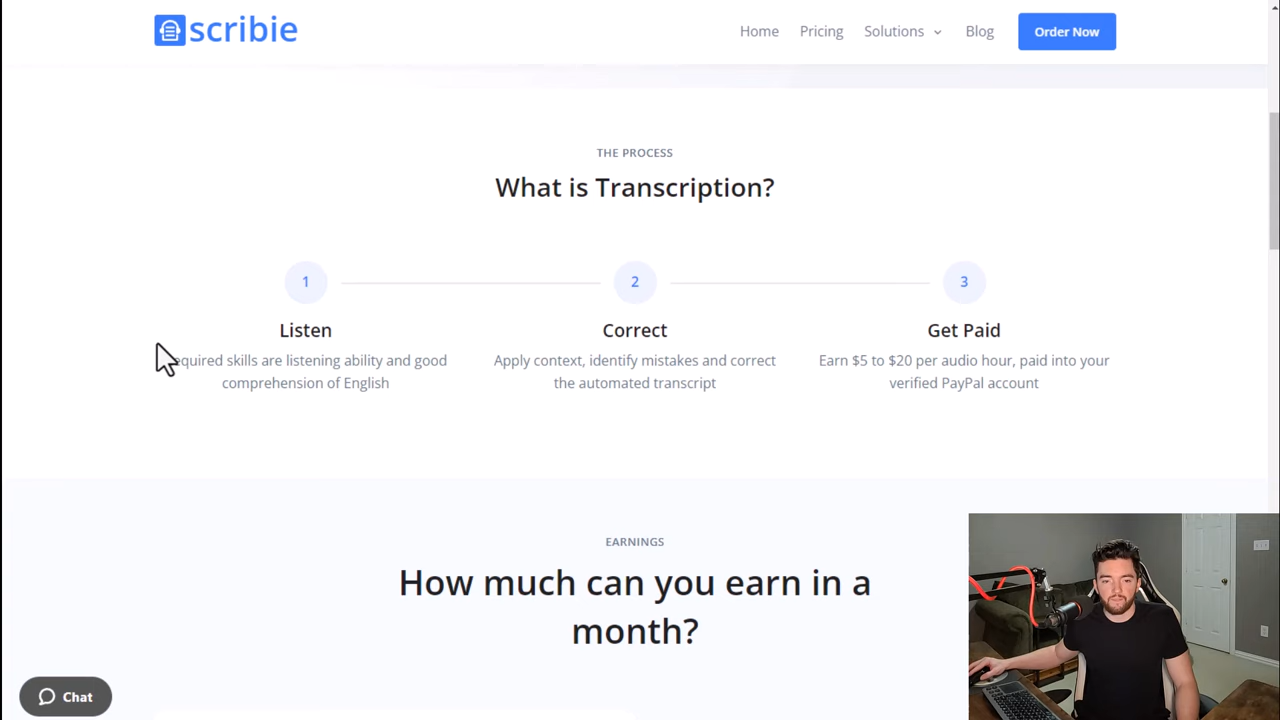 scribie
Home Pricing Solutions Blog Order Now
THE PROCESS
What is Transcription?
1 2 3
Listen Correct Get Paid
equired skills are listening ability and good Apply context, identify mistakes and correct Earn $5 to $20 per audio hour, paid into your
comprehension of English the automated transcript verified PayPal account
EARNINGS
How much can you earn in a
month?
Chat